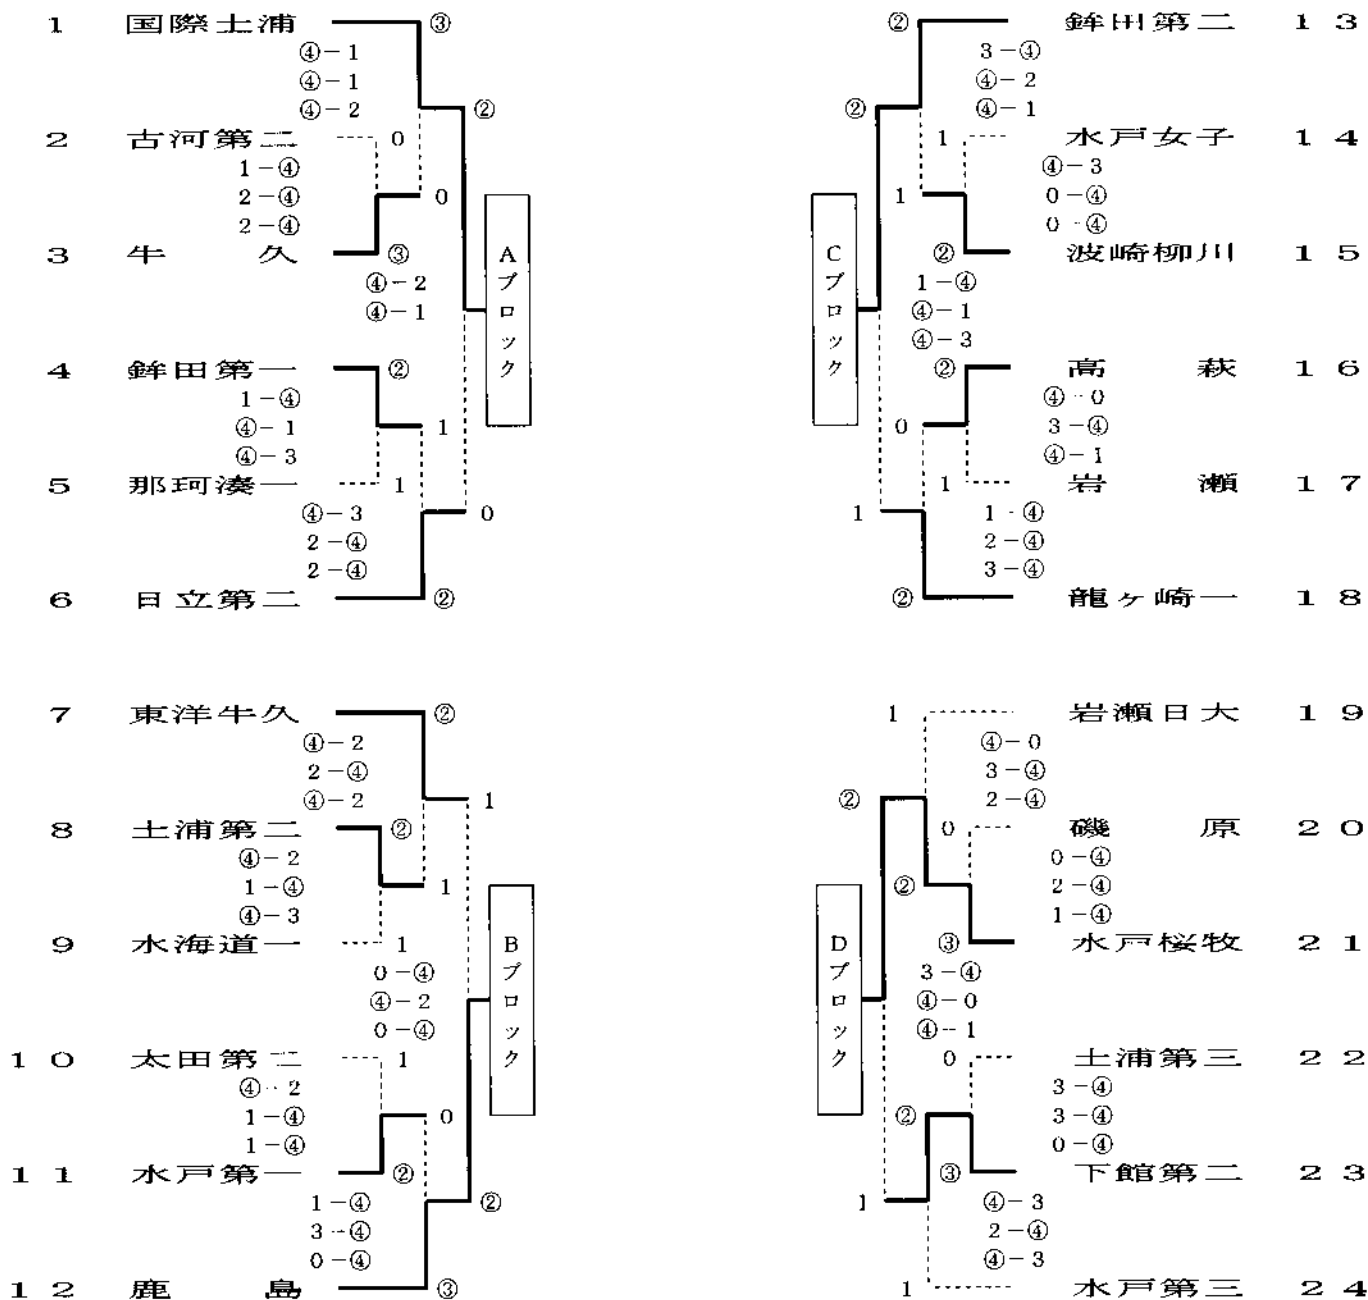 1 国際土浦 ③
④-1
④-1
④-2
②
2 古河第二 0
1-④
2-④
2-④
0
3 牛久 ③
④-2
④-1
Aブロック
4 鉾田第一 ②
1-④
④-1
④-3
1
5 那珂湊一 1
④-3
2-④
2-④
0
6 日立第二 ②
7 東洋牛久 ②
④-2
2-④
④-2
1
8 土浦第二 ②
④-2
1-④
④-3
1
9 水海道一 1
0-④
④-2
0-④
Bブロック
10 太田第二 1
④-2
1-④
1-④
0
11 水戸第一 ②
1-④
3-④
0-④
②
12 鹿島 ③
② 鉾田第二 13
3-④
④-2
④-1
②
1 水戸女子 14
④-3
0-④
0-④
1
② 波崎柳川 15
1-④
④-1
④-3
Cブロック
② 高萩 16
④-0
3-④
④-1
0
1 岩瀬 17
1-④
2-④
3-④
1
② 龍ヶ崎一 18
1 岩瀬日大 19
④-0
3-④
2-④
②
0 磯原 20
0-④
2-④
1-④
②
③ 水戸桜牧 21
3-④
④-0
④-1
Dブロック
0 土浦第三 22
3-④
3-④
0-④
②
③ 下館第二 23
④-3
2-④
④-3
1
1 水戸第三 24